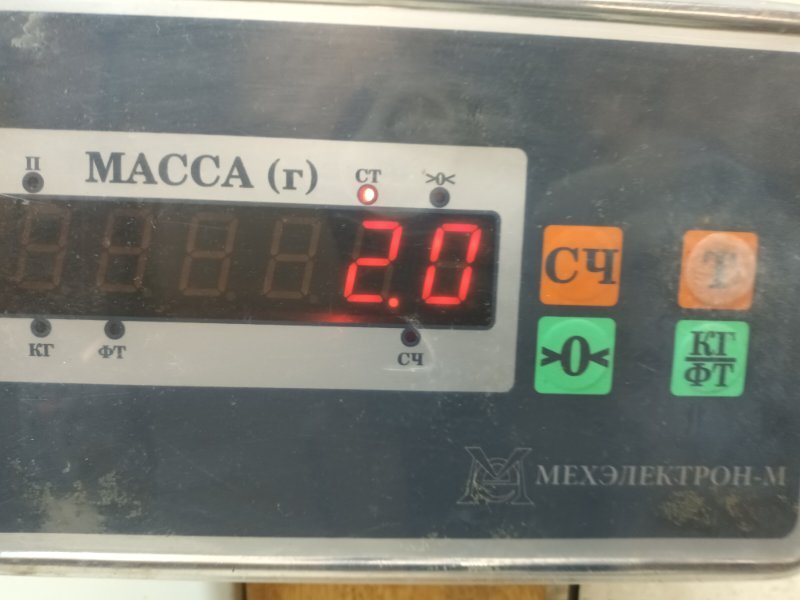 П МАССА (г) СТ >0<
2.0
КГ ФТ СЧ
СЧ Т
>0< КГ
ФТ
МЕХЭЛЕКТРОН-М